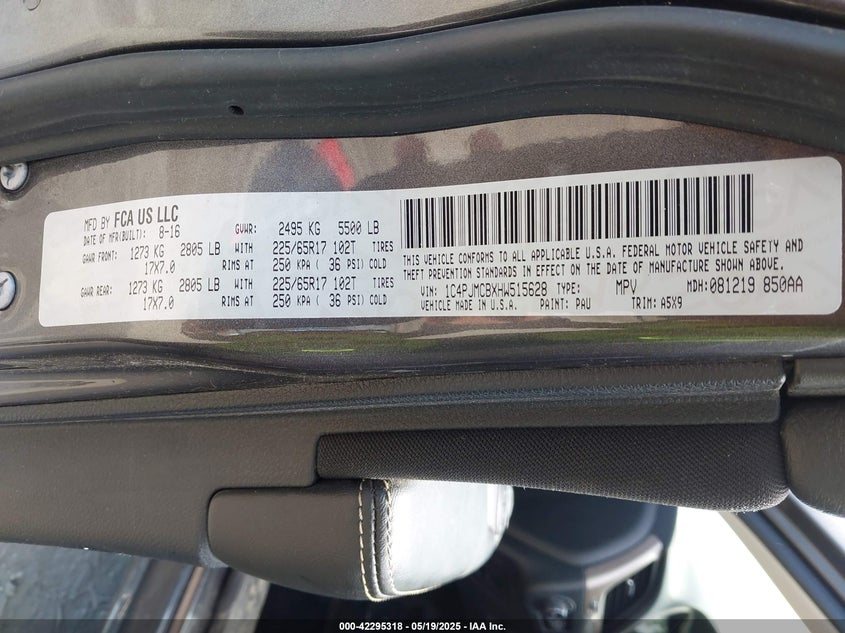 MFD BY FCA US LLC
DATE OF MFR(BUILT): 8-16 GVWR: 2495 KG 5500 LB
GAWR FRONT: 1273 KG 2805 LB WITH 225/65R17 102T TIRES
17X7.0 RIMS AT 250 KPA ( 36 PSI) COLD
GAWR REAR: 1273 KG 2805 LB WITH 225/65R17 102T TIRES
17X7.0 RIMS AT 250 KPA ( 36 PSI) COLD
THIS VEHICLE CONFORMS TO ALL APPLICABLE U.S.A. FEDERAL MOTOR VEHICLE SAFETY AND
THEFT PREVENTION STANDARDS IN EFFECT ON THE DATE OF MANUFACTURE SHOWN ABOVE.
VIN: 1C4PJMCBXHW515628 TYPE: MPV MDH: 081219 850AA
VEHICLE MADE IN U.S.A. PAINT: PAU TRIM: A5X9
000-42295318 - 05/19/2025 - IAA Inc.